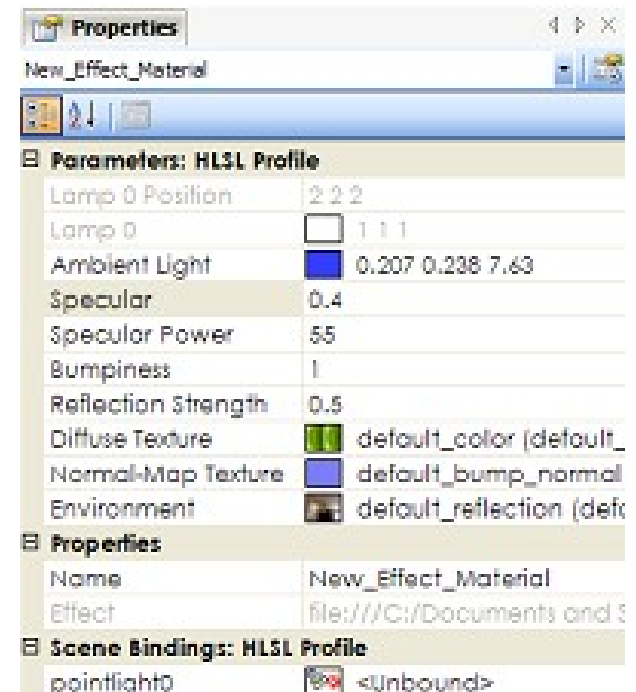 Properties
New_Effect_Material
Parameters: HLSL Profile
Lamp 0 Position 2 2 2
Lamp 0 1 1 1
Ambient Light 0.207 0.238 7.63
Specular 0.4
Specular Power 55
Bumpiness 1
Reflection Strength 0.5
Diffuse Texture default_color (default_
Normal-Map Texture default_bump_normal
Environment default_reflection (defa
Properties
Name New_Effect_Material
Effect file:///C:/Documents and S
Scene Bindings: HLSL Profile
pointlight0 <Unbound>